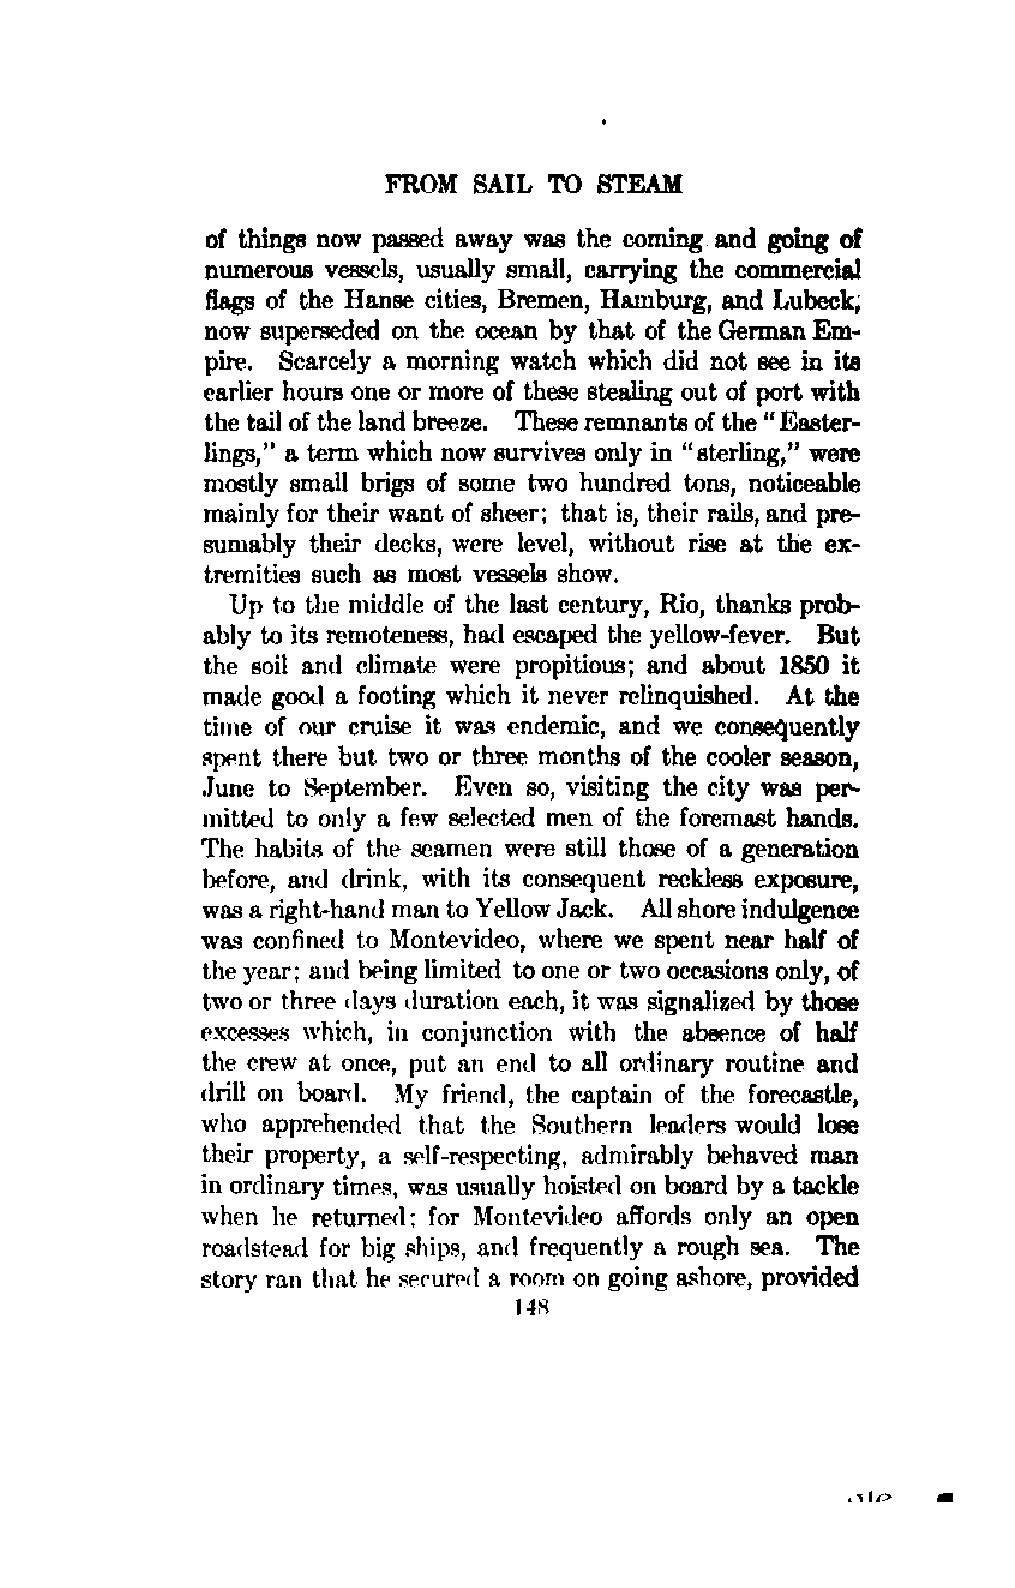 FROM SAIL TO STEAM
of things now passed away was the coming and going of
numerous vessels, usually small, carrying the commercial
flags of the Hanse cities, Bremen, Hamburg, and Lubeck,
now superseded on the ocean by that of the German Em-
pire. Scarcely a morning watch which did not see in its
earlier hours one or more of these stealing out of port with
the tail of the land breeze. These remnants of the "Easter-
lings," a term which now survives only in "sterling," were
mostly small brigs of some two hundred tons, noticeable
mainly for their want of sheer; that is, their rails, and pre-
sumably their decks, were level, without rise at the ex-
tremities such as most vessels show.
Up to the middle of the last century, Rio, thanks prob-
ably to its remoteness, had escaped the yellow-fever. But
the soil and climate were propitious; and about 1850 it
made good a footing which it never relinquished. At the
time of our cruise it was endemic, and we consequently
spent there but two or three months of the cooler season,
June to September. Even so, visiting the city was per-
mitted to only a few selected men of the foremast hands.
The habits of the seamen were still those of a generation
before, and drink, with its consequent reckless exposure,
was a right-hand man to Yellow Jack. All shore indulgence
was confined to Montevideo, where we spent near half of
the year; and being limited to one or two occasions only, of
two or three days duration each, it was signalized by those
excesses which, in conjunction with the absence of half
the crew at once, put an end to all ordinary routine and
drill on board. My friend, the captain of the forecastle,
who apprehended that the Southern leaders would lose
their property, a self-respecting, admirably behaved man
in ordinary times, was usually hoisted on board by a tackle
when he returned; for Montevideo affords only an open
roadstead for big ships, and frequently a rough sea. The
story ran that he secured a room on going ashore, provided
148